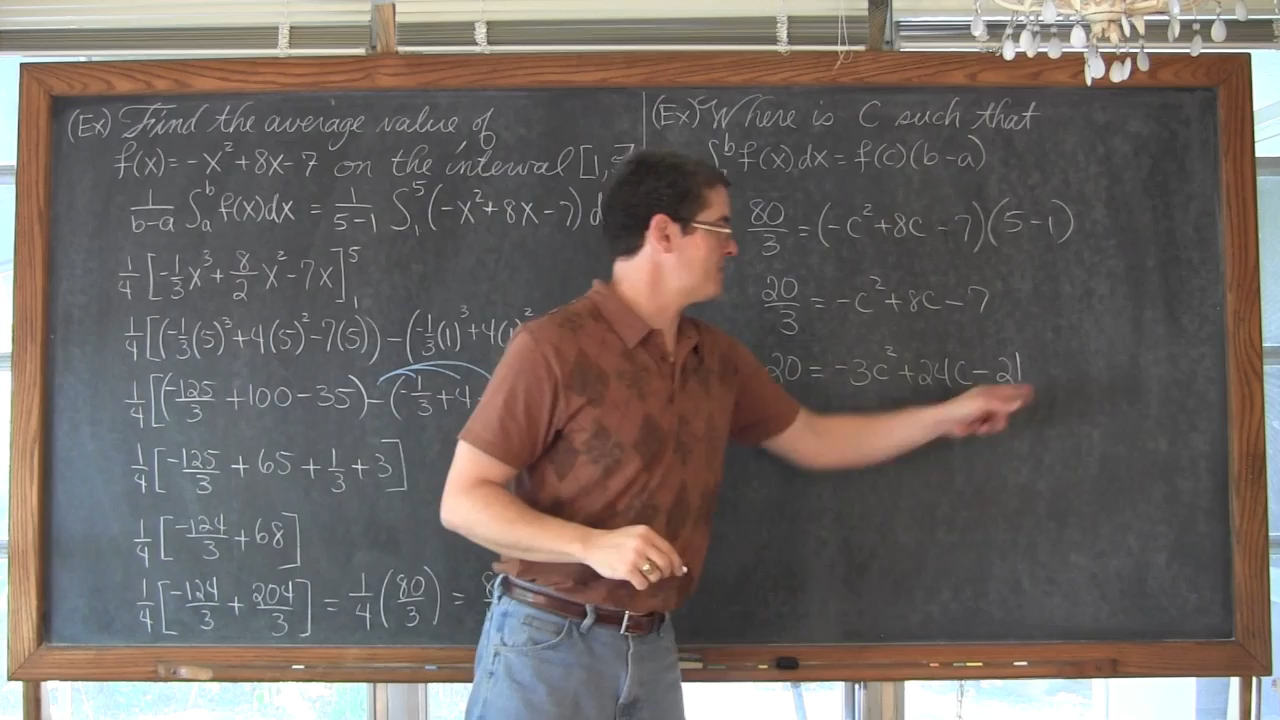 (Ex) Find the average value of
f(x) = -x²+8x-7 on the interval [1,
1/(b-a) ∫ₐᵇ f(x)dx = 1/(5-1) ∫₁⁵ (-x²+8x-7) d
1/4 [-1/3 x³ + 8/2 x² - 7x]₁⁵
1/4 [(-1/3 (5)³ + 4(5)² - 7(5)) - (-1/3 (1)³ + 4(1)²
1/4 [(-125/3 + 100 - 35) - (-1/3 + 4 -
1/4 [-125/3 + 65 + 1/3 + 3]
1/4 [-124/3 + 68]
1/4 [-124/3 + 204/3] = 1/4 (80/3) = 8
(Ex) Where is C such that
∫ᵇ f(x)dx = f(c)(b-a)
80/3 = (-c²+8c-7)(5-1)
20/3 = -c²+8c-7
20 = -3c²+24c-21